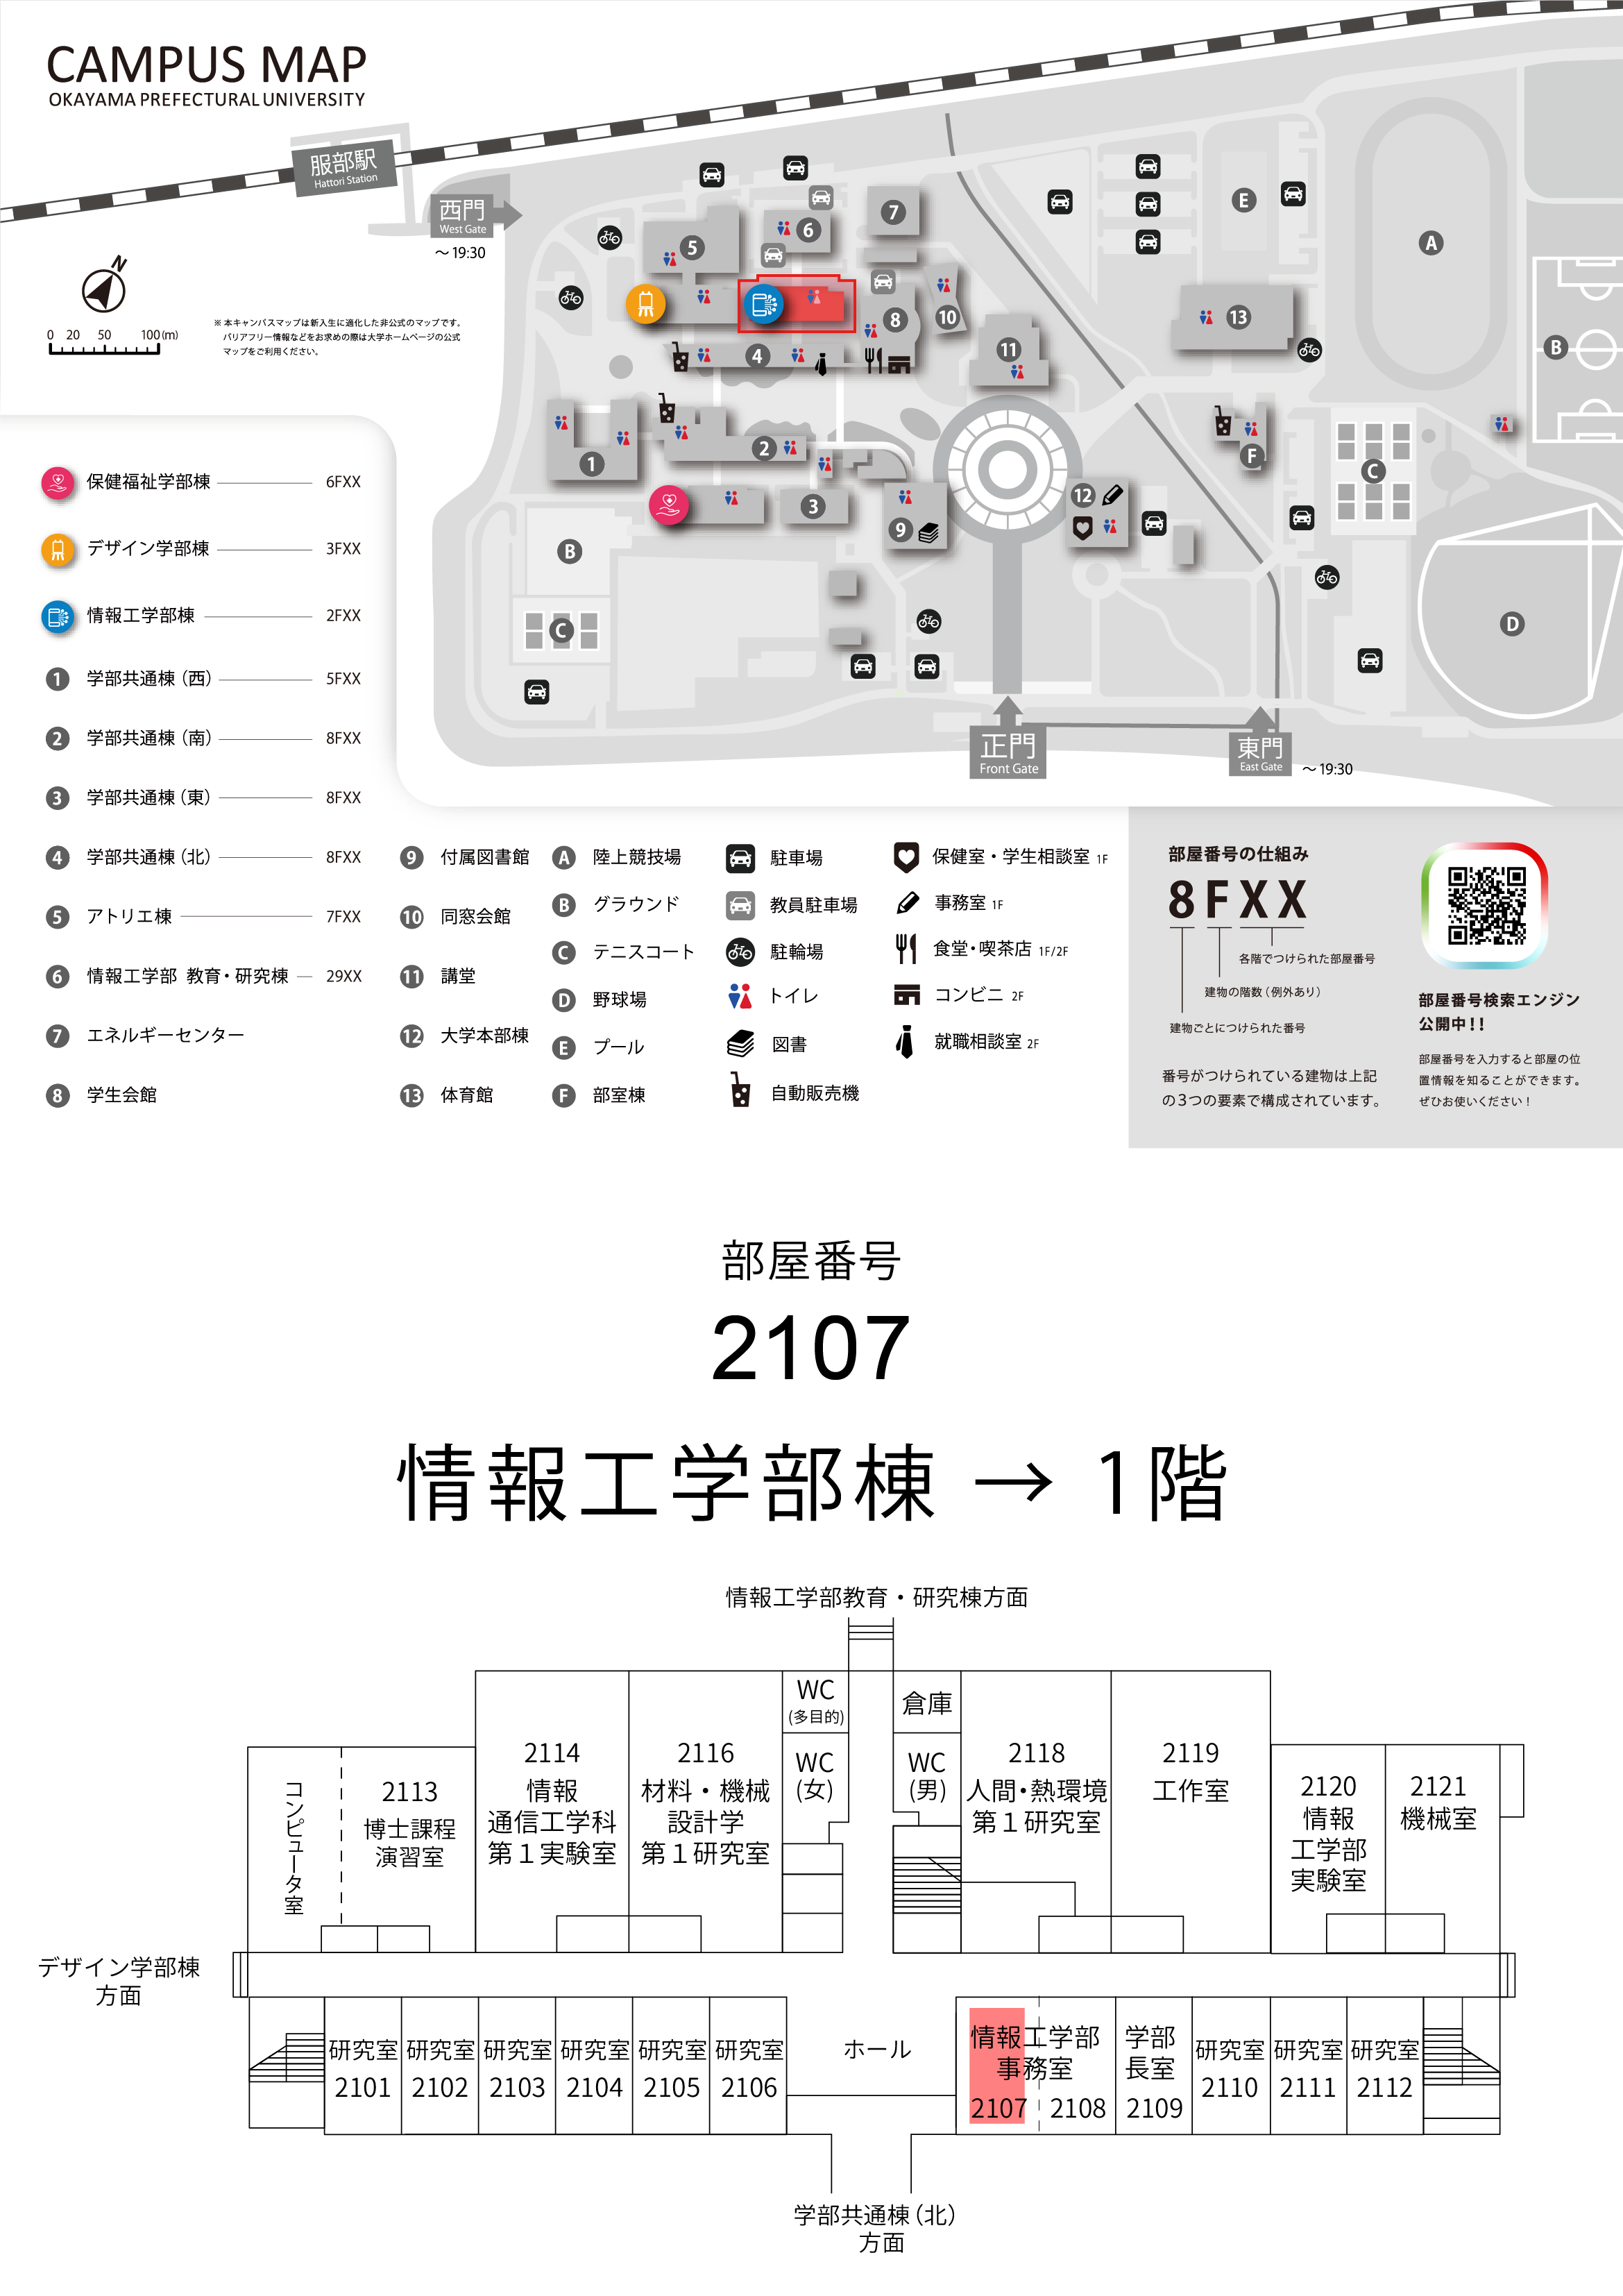 CAMPUS MAP
OKAYAMA PREFECTURAL UNIVERSITY
服部駅
Hattori Station
西門
West Gate
～19:30
N
0 20 50 100(m)
※ 本キャンパスマップは新入生に適化した非公式のマップです。
バリアフリー情報などをお求めの際は大学ホームページの公式
マップをご利用ください。
5
6
7
8
10
4
11
13
1
2
3
9
12
A
B
C
D
E
F
B
C
正門
Front Gate
東門
East Gate
～19:30
保健福祉学部棟 6FXX
デザイン学部棟 3FXX
情報工学部棟 2FXX
1 学部共通棟（西） 5FXX
2 学部共通棟（南） 8FXX
3 学部共通棟（東） 8FXX
4 学部共通棟（北） 8FXX
5 アトリエ棟 7FXX
6 情報工学部 教育・研究棟 29XX
7 エネルギーセンター
8 学生会館
9 付属図書館
10 同窓会館
11 講堂
12 大学本部棟
13 体育館
A 陸上競技場
B グラウンド
C テニスコート
D 野球場
E プール
F 部室棟
駐車場
教員駐車場
駐輪場
トイレ
図書
自動販売機
保健室・学生相談室 1F
事務室 1F
食堂・喫茶店 1F/2F
コンビニ 2F
就職相談室 2F
部屋番号の仕組み
8FXX
各階でつけられた部屋番号
建物の階数（例外あり）
建物ごとにつけられた番号
番号がつけられている建物は上記
の3つの要素で構成されています。
部屋番号検索エンジン
公開中！！
部屋番号を入力すると部屋の位
置情報を知ることができます。
ぜひお使いください！
部屋番号
2107
情報工学部棟 → 1階
情報工学部教育・研究棟方面
コンピュータ室
2113
博士課程
演習室
2114
情報
通信工学科
第１実験室
2116
材料・機械
設計学
第１研究室
WC
(多目的)
WC
(女)
倉庫
WC
(男)
2118
人間・熱環境
第１研究室
2119
工作室
2120
情報
工学部
実験室
2121
機械室
デザイン学部棟
方面
研究室
2101
研究室
2102
研究室
2103
研究室
2104
研究室
2105
研究室
2106
ホール
情報工学部
事務室
2107 2108
学部
長室
2109
研究室
2110
研究室
2111
研究室
2112
学部共通棟（北）
方面